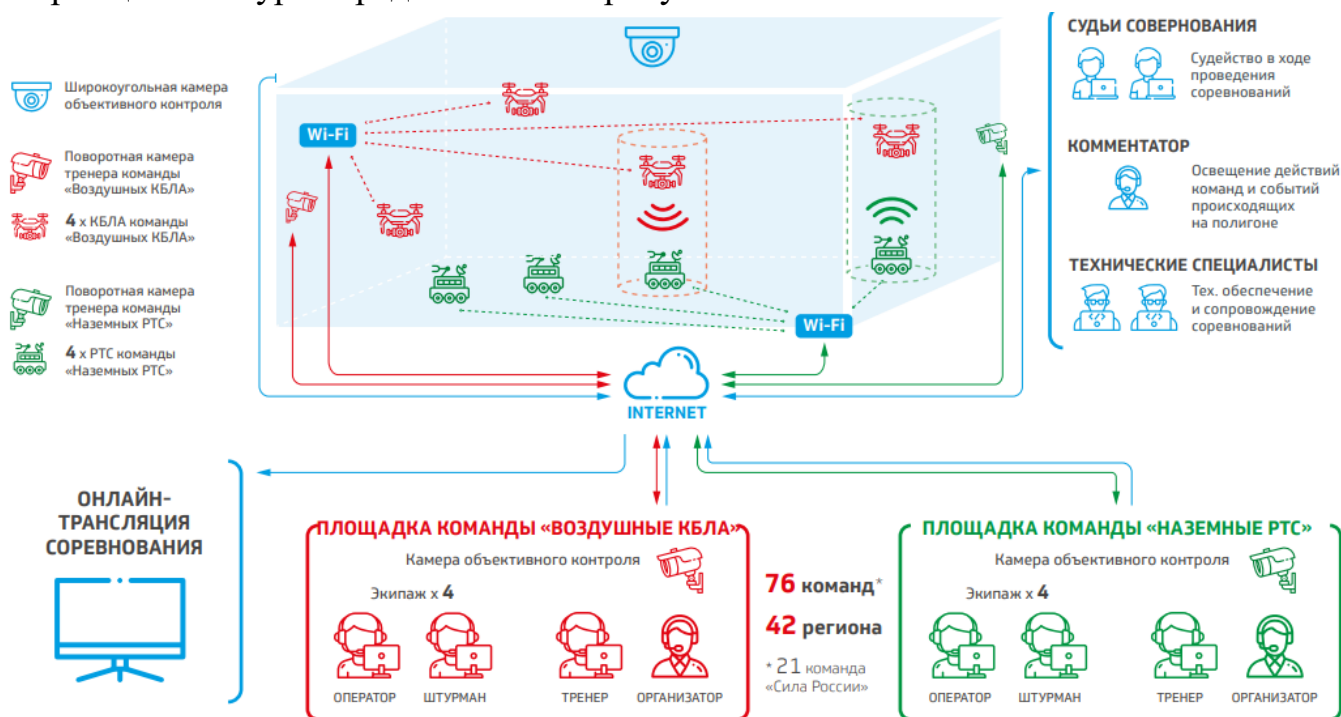 Широкоугольная камера
объективного контроля
Поворотная камера
тренера команды
«Воздушных КБЛА»
4 х КБЛА команды
«Воздушных КБЛА»
Поворотная камера
тренера команды
«Наземных РТС»
4 х РТС команды
«Наземных РТС»
Wi-Fi
Wi-Fi
INTERNET
СУДЬИ СОВЕРНОВАНИЯ
Судейство в ходе
проведения
соревнований
КОММЕНТАТОР
Освещение действий
команд и событий
происходящих
на полигоне
ТЕХНИЧЕСКИЕ СПЕЦИАЛИСТЫ
Тех. обеспечение
и сопровождение
соревнований
ОНЛАЙН-
ТРАНСЛЯЦИЯ
СОРЕВНОВАНИЯ
ПЛОЩАДКА КОМАНДЫ «ВОЗДУШНЫЕ КБЛА»
Камера объективного контроля
Экипаж х 4
ОПЕРАТОР ШТУРМАН ТРЕНЕР ОРГАНИЗАТОР
76 команд*
42 региона
* 21 команда
«Сила России»
ПЛОЩАДКА КОМАНДЫ «НАЗЕМНЫЕ РТС»
Камера объективного контроля
Экипаж х 4
ОПЕРАТОР ШТУРМАН ТРЕНЕР ОРГАНИЗАТОР